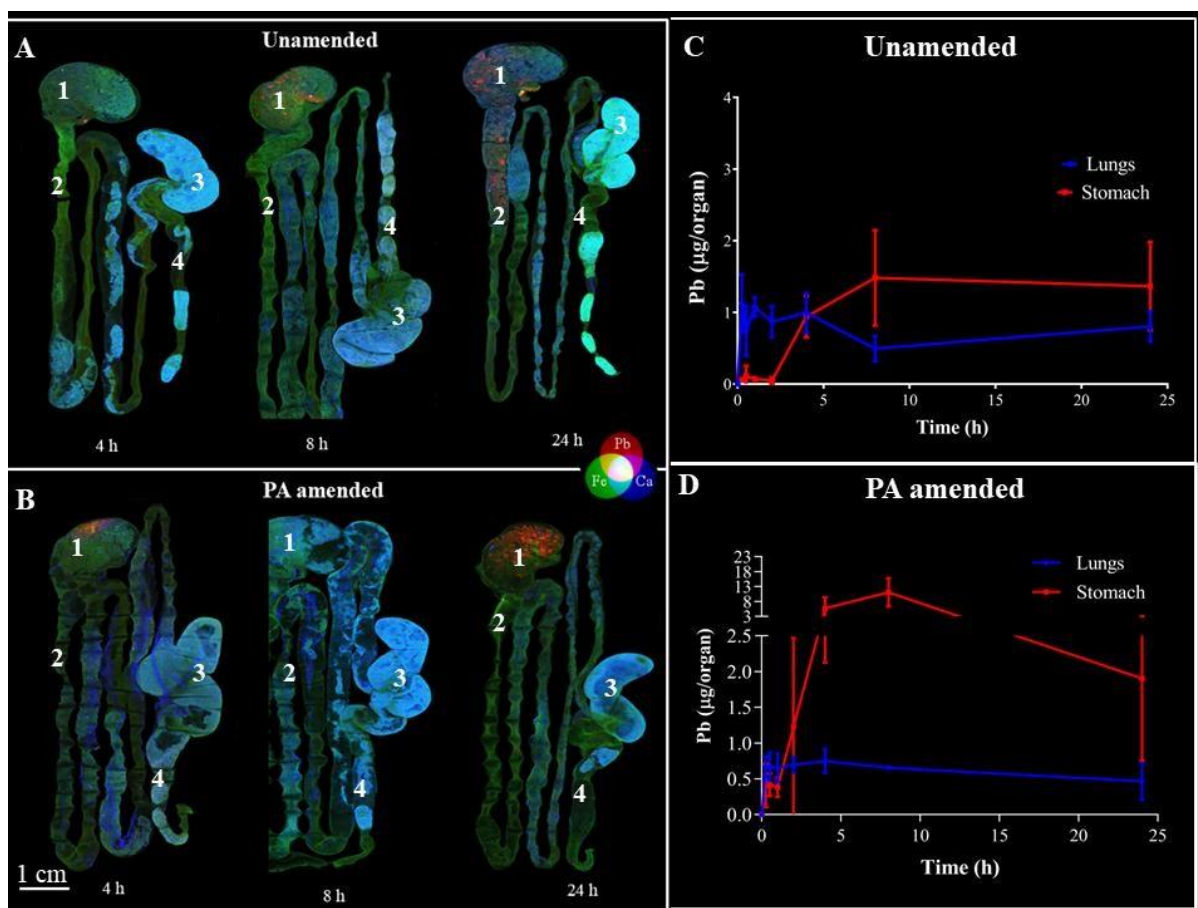 A
Unamended
1
1
1
3
2
2
2
3
4
4
4
3
4 h
8 h
24 h
Pb
Fe
Ca
B
PA amended
1
1
1
2
2
2
3
3
3
4
4
4
1 cm
4 h
8 h
24 h
C
Unamended
Pb (µg/organ)
4
3
2
1
0
Lungs
Stomach
0
5
10
15
20
25
Time (h)
D
PA amended
Pb (µg/organ)
23
18
13
8
3
2.5
2.0
1.5
1.0
0.5
0.0
Lungs
Stomach
0
5
10
15
20
25
Time (h)